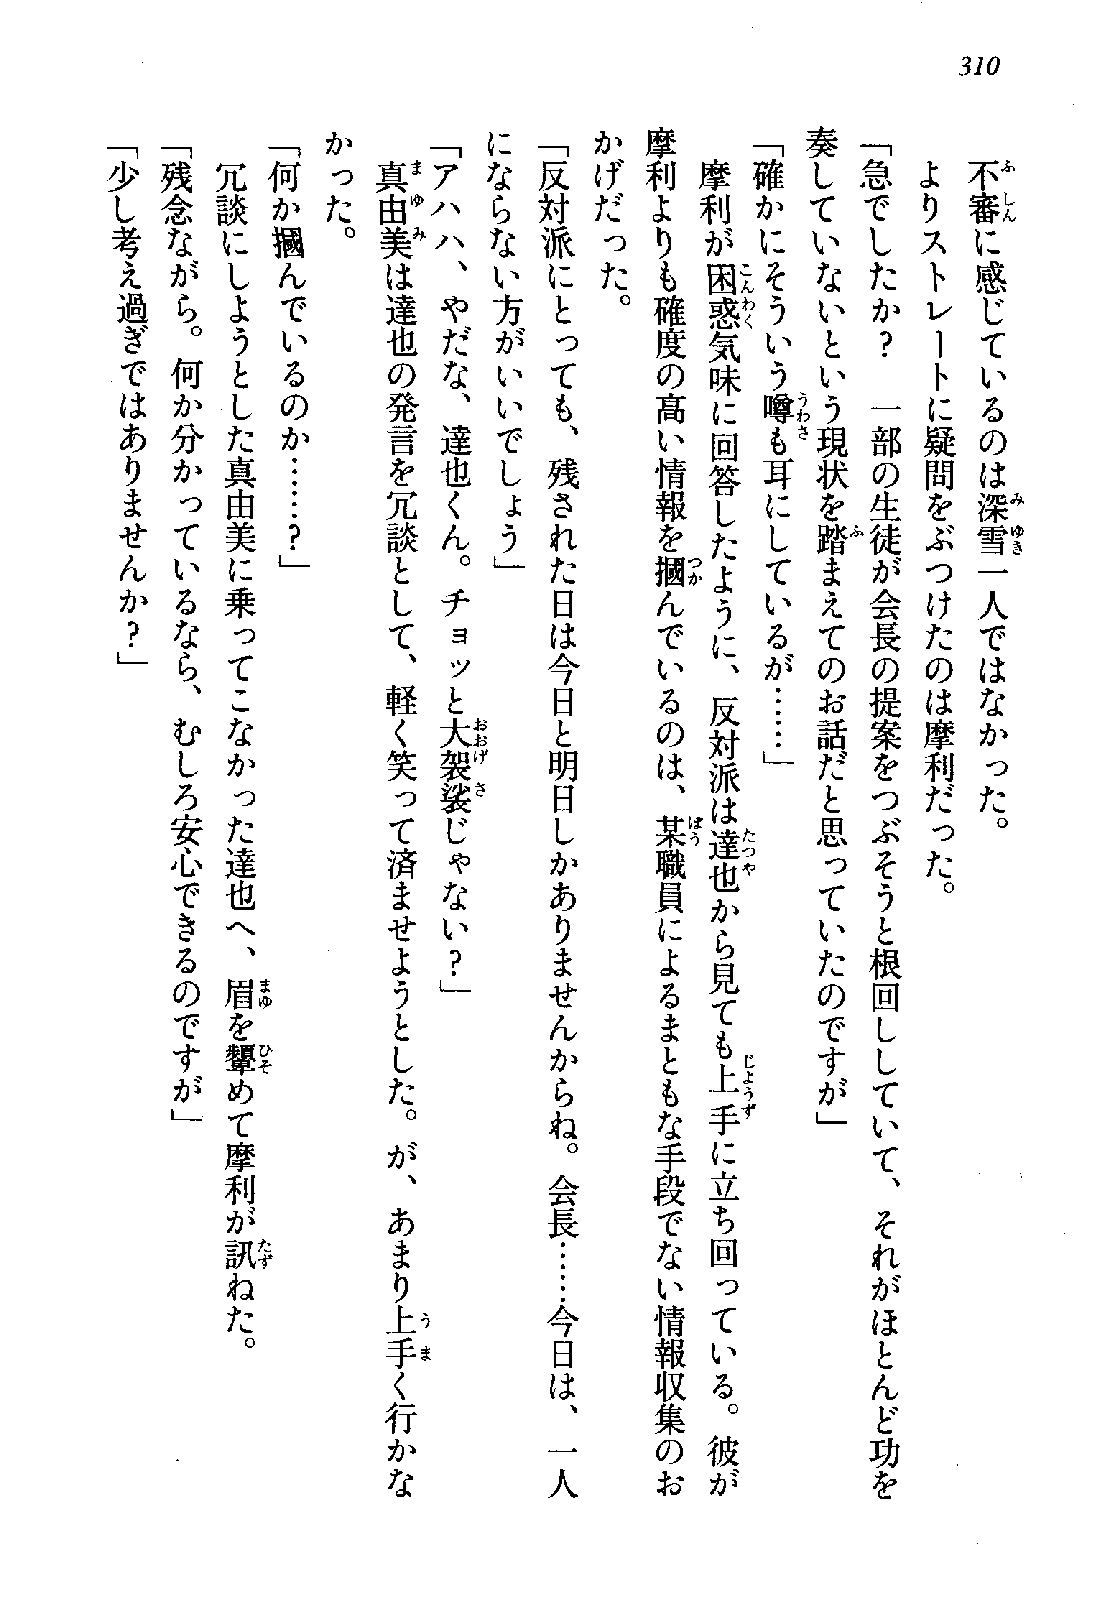 310
不審に感じているのは深雪一人ではなかった。
よりストレートに疑問をぶつけたのは摩利だった。
「急でしたか？　一部の生徒が会長の提案をつぶそうと根回ししていて、それがほとんど功を
奏していないという現状を踏まえてのお話だと思っていたのですが」
「確かにそういう噂も耳にしているが……」
摩利が困惑気味に回答したように、反対派は達也から見ても上手に立ち回っている。彼が
摩利よりも確度の高い情報を摑んでいるのは、某職員によるまともな手段でない情報収集のお
かげだった。
「反対派にとっても、残された日は今日と明日しかありませんからね。会長……今日は、一人
にならない方がいいでしょう」
「アハハ、やだな、達也くん。チョッと大袈裟じゃない？」
真由美は達也の発言を冗談として、軽く笑って済ませようとした。が、あまり上手く行かな
かった。
「何か摑んでいるのか……？」
冗談にしようとした真由美に乗ってこなかった達也へ、眉を顰めて摩利が訊ねた。
「残念ながら。何か分かっているなら、むしろ安心できるのですが」
「少し考え過ぎではありませんか？」